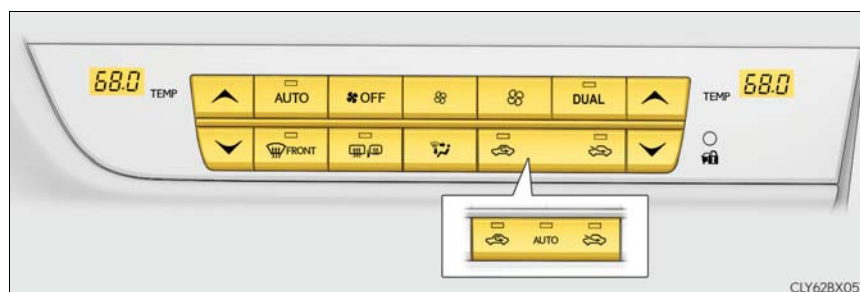 68.0 TEMP AUTO OFF DUAL TEMP 68.0
FRONT
AUTO
CLY62BX05